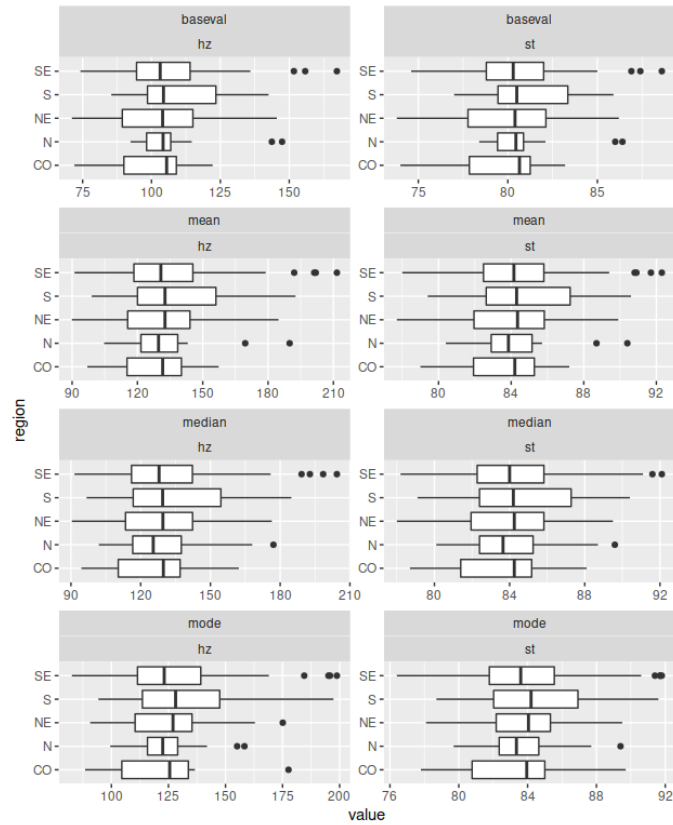 baseval
baseval
hz
st
SE
S
NE
N
CO
SE
S
NE
N
CO
75 100 125 150
75 80 85
mean
mean
hz
st
SE
S
NE
N
CO
SE
S
NE
N
CO
90 120 150 180 210
80 84 88 92
region
median
median
hz
st
SE
S
NE
N
CO
SE
S
NE
N
CO
90 120 150 180 210
80 84 88 92
mode
mode
hz
st
SE
S
NE
N
CO
SE
S
NE
N
CO
100 125 150 175 200
76 80 84 88 92
value